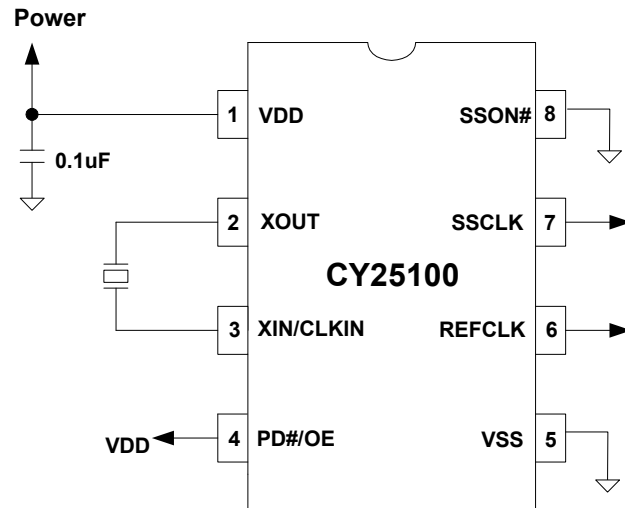 Power
1 VDD SSON# 8
0.1uF
2 XOUT SSCLK 7
CY25100
3 XIN/CLKIN REFCLK 6
VDD 4 PD#/OE VSS 5